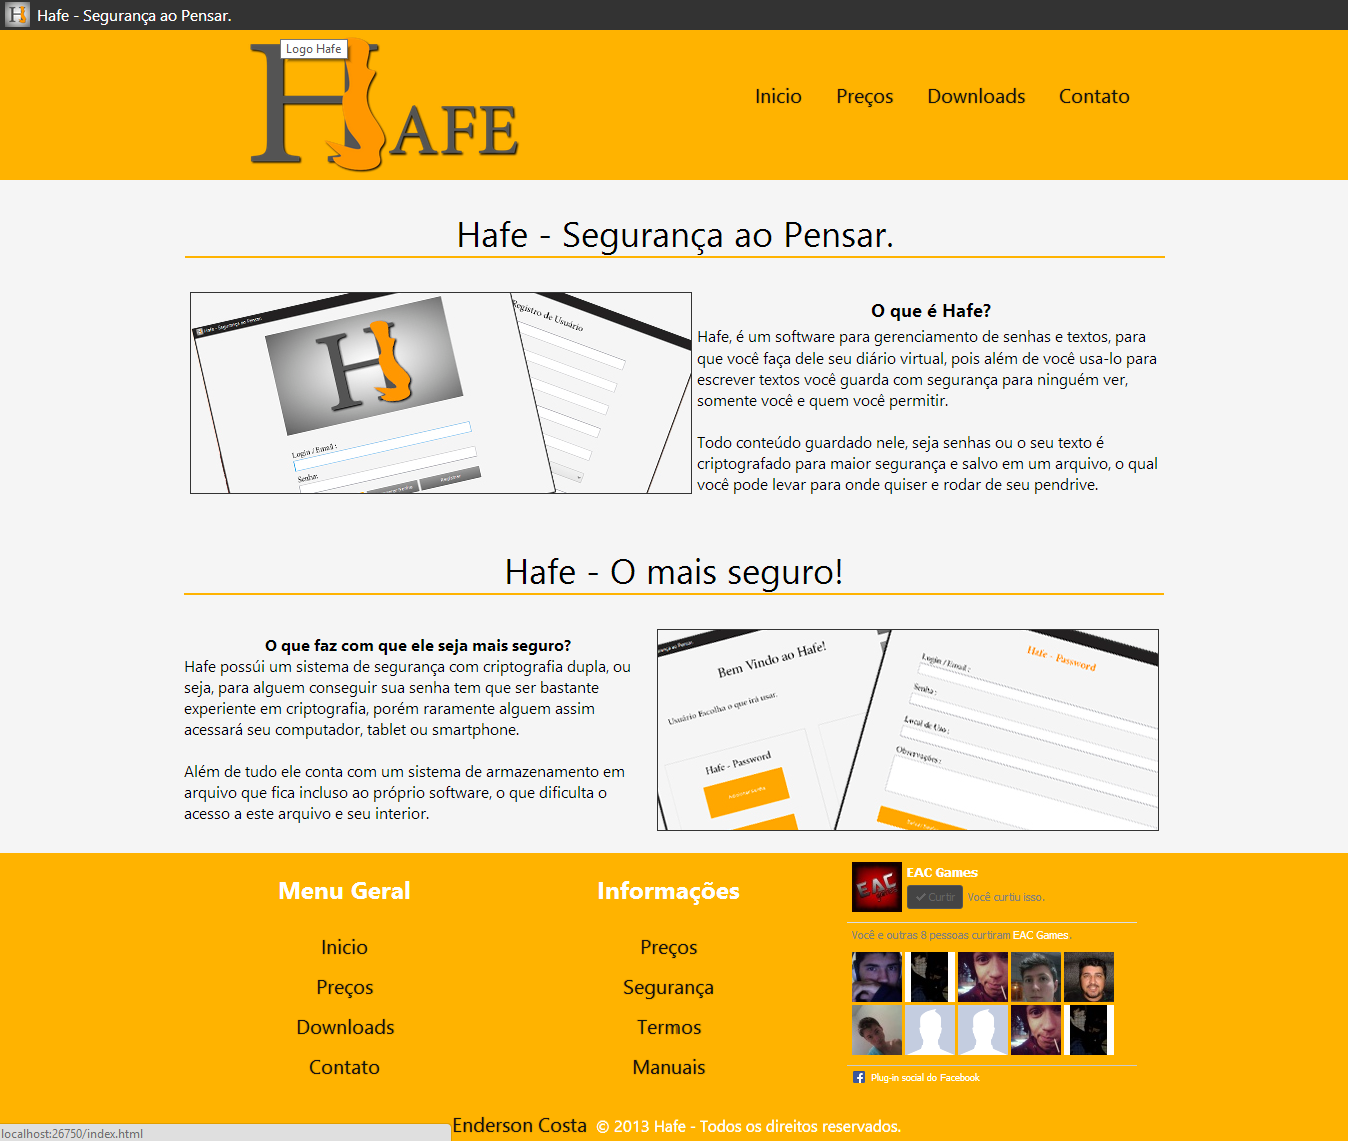 Hafe - Segurança ao Pensar.
Logo Hafe
HAFE
Inicio Preços Downloads Contato
Hafe - Segurança ao Pensar.
Hafe - Segurança ao Pensar.
Login / Email :
Senha:
Registrar
Registro de Usuário
O que é Hafe?
Hafe, é um software para gerenciamento de senhas e textos, para
que você faça dele seu diário virtual, pois além de você usa-lo para
escrever textos você guarda com segurança para ninguém ver,
somente você e quem você permitir.
Todo conteúdo guardado nele, seja senhas ou o seu texto é
criptografado para maior segurança e salvo em um arquivo, o qual
você pode levar para onde quiser e rodar de seu pendrive.
Hafe - O mais seguro!
O que faz com que ele seja mais seguro?
Hafe possúi um sistema de segurança com criptografia dupla, ou
seja, para alguem conseguir sua senha tem que ser bastante
experiente em criptografia, porém raramente alguem assim
acessará seu computador, tablet ou smartphone.
Além de tudo ele conta com um sistema de armazenamento em
arquivo que fica incluso ao próprio software, o que dificulta o
acesso a este arquivo e seu interior.
Bem Vindo ao Hafe!
Usuário Escolha o que irá usar.
Hafe - Password
Adicionar Senha
Hafe - Password
Login / Email :
Senha :
Local de Uso :
Observações :
Menu Geral
Inicio
Preços
Downloads
Contato
Informações
Preços
Segurança
Termos
Manuais
EAC
EAC Games
Curtir Você curtiu isso.
Você e outras 8 pessoas curtiram EAC Games.
Plug-in social do Facebook
Enderson Costa © 2013 Hafe - Todos os direitos reservados.
localhost:26750/index.html